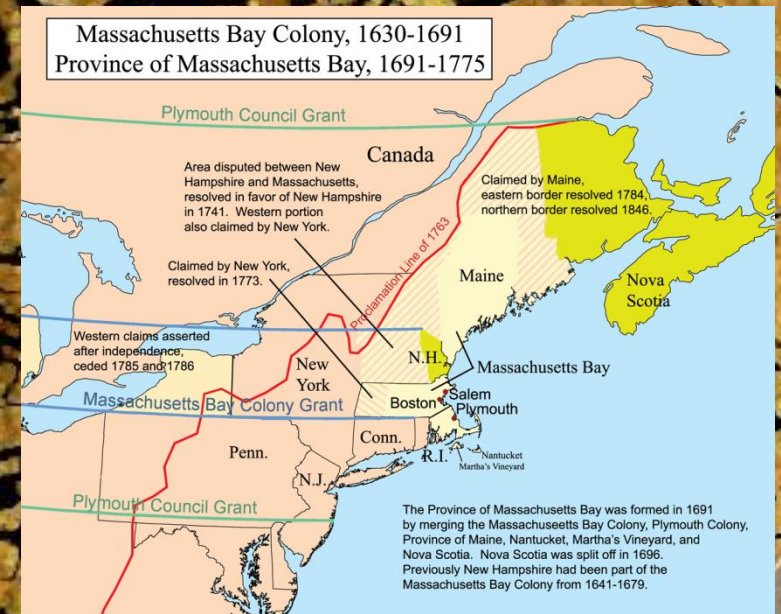 Massachusetts Bay Colony, 1630-1691
Province of Massachusetts Bay, 1691-1775
Plymouth Council Grant
Canada
Area disputed between New
Hampshire and Massachusetts,
resolved in favor of New Hampshire
in 1741. Western portion
also claimed by New York.
Claimed by Maine,
eastern border resolved 1784,
northern border resolved 1846.
Proclamation Line of 1763
Claimed by New York,
resolved in 1773.
Maine
Nova
Scotia
Western claims asserted
after independence,
ceded 1785 and 1786
N.H.
New
York
Massachusetts Bay
Massachusetts Bay Colony Grant
Salem
Boston
Plymouth
Conn.
Penn.
R.I.
Nantucket
Martha's Vineyard
N.J.
Plymouth Council Grant
The Province of Massachusetts Bay was formed in 1691
by merging the Massachuseetts Bay Colony, Plymouth Colony,
Province of Maine, Nantucket, Martha's Vineyard, and
Nova Scotia. Nova Scotia was split off in 1696.
Previously New Hampshire had been part of the
Massachusetts Bay Colony from 1641-1679.